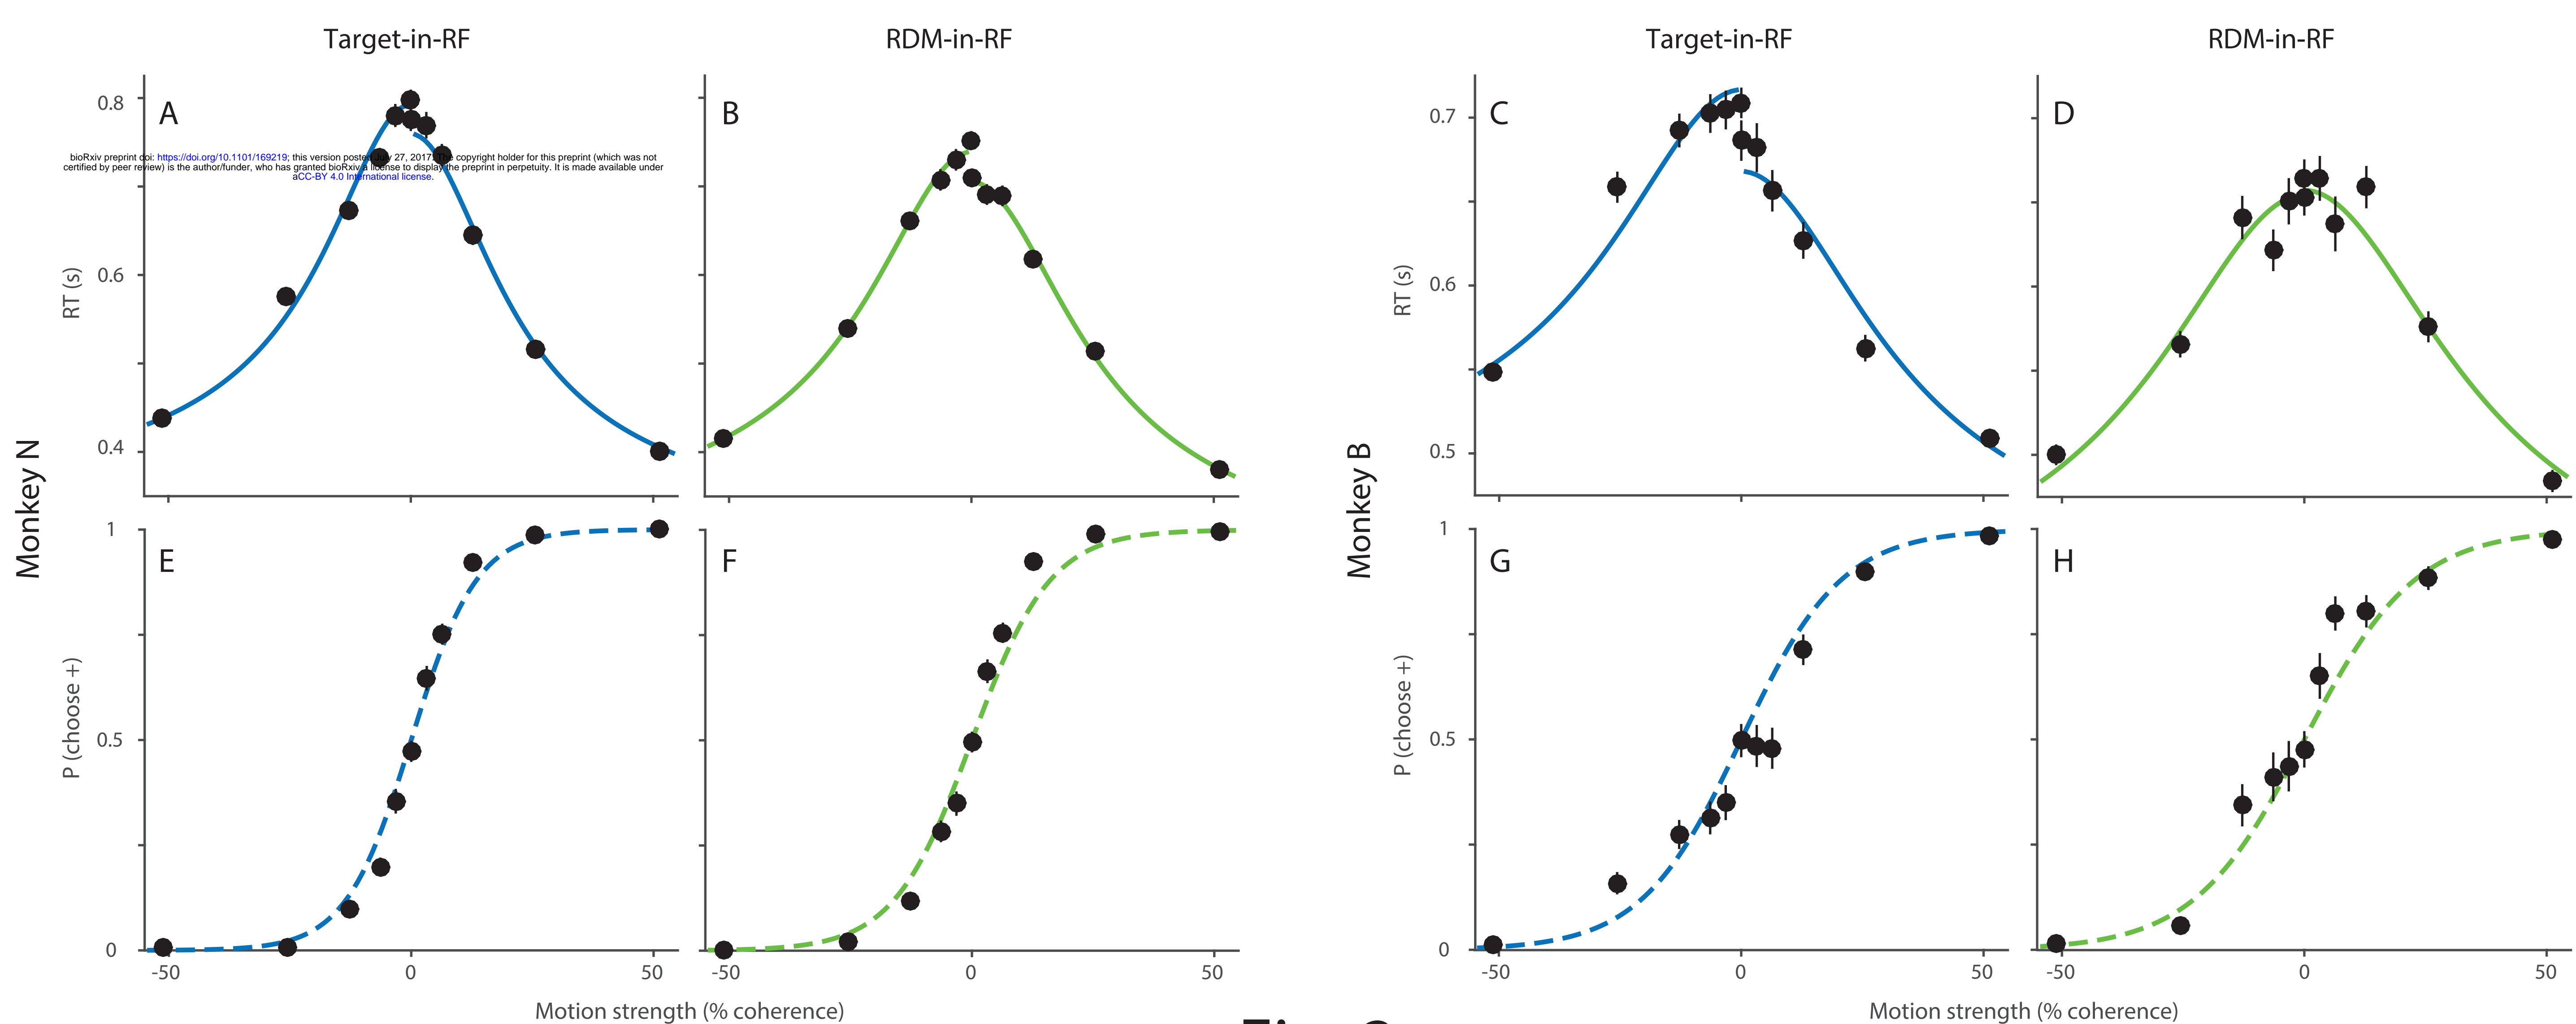 Target-in-RF
RDM-in-RF
Target-in-RF
RDM-in-RF
Monkey N
RT (s)
0.8
0.6
0.4
A
B
bioRxiv preprint doi: https://doi.org/10.1101/169219; this version posted July 27, 2017. The copyright holder for this preprint (which was not
certified by peer review) is the author/funder, who has granted bioRxiv a license to display the preprint in perpetuity. It is made available under
aCC-BY 4.0 International license.
Monkey B
RT (s)
0.7
0.6
0.5
C
D
P (choose +)
1
0.5
0
E
F
-50
0
50
-50
0
50
Motion strength (% coherence)
P (choose +)
1
0.5
0
G
H
-50
0
50
-50
0
50
Motion strength (% coherence)